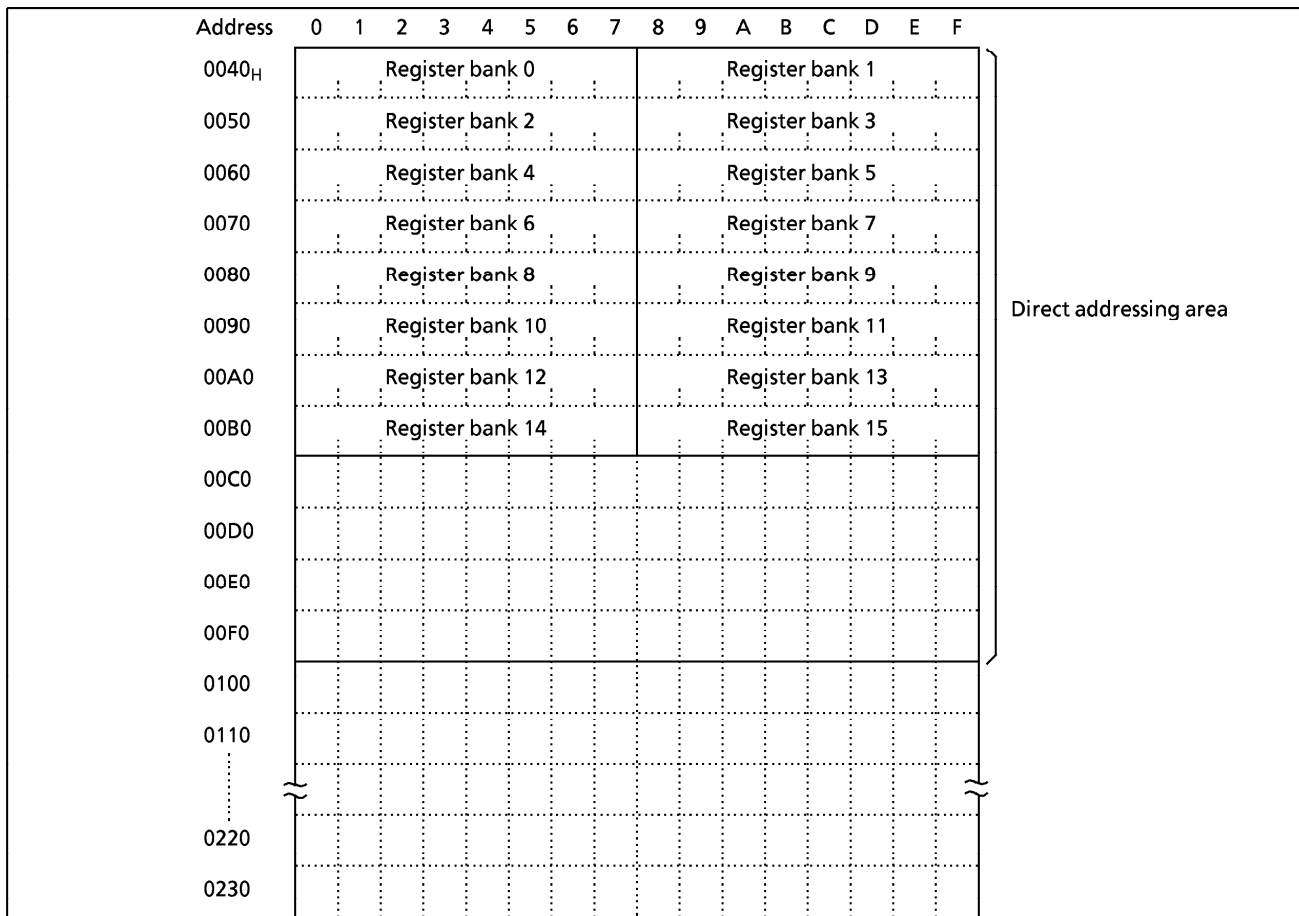 Address 0 1 2 3 4 5 6 7 8 9 A B C D E F
0040H Register bank 0 Register bank 1
0050 Register bank 2 Register bank 3
0060 Register bank 4 Register bank 5
0070 Register bank 6 Register bank 7
0080 Register bank 8 Register bank 9
Direct addressing area
0090 Register bank 10 Register bank 11
00A0 Register bank 12 Register bank 13
00B0 Register bank 14 Register bank 15
00C0
00D0
00E0
00F0
0100
0110
0220
0230